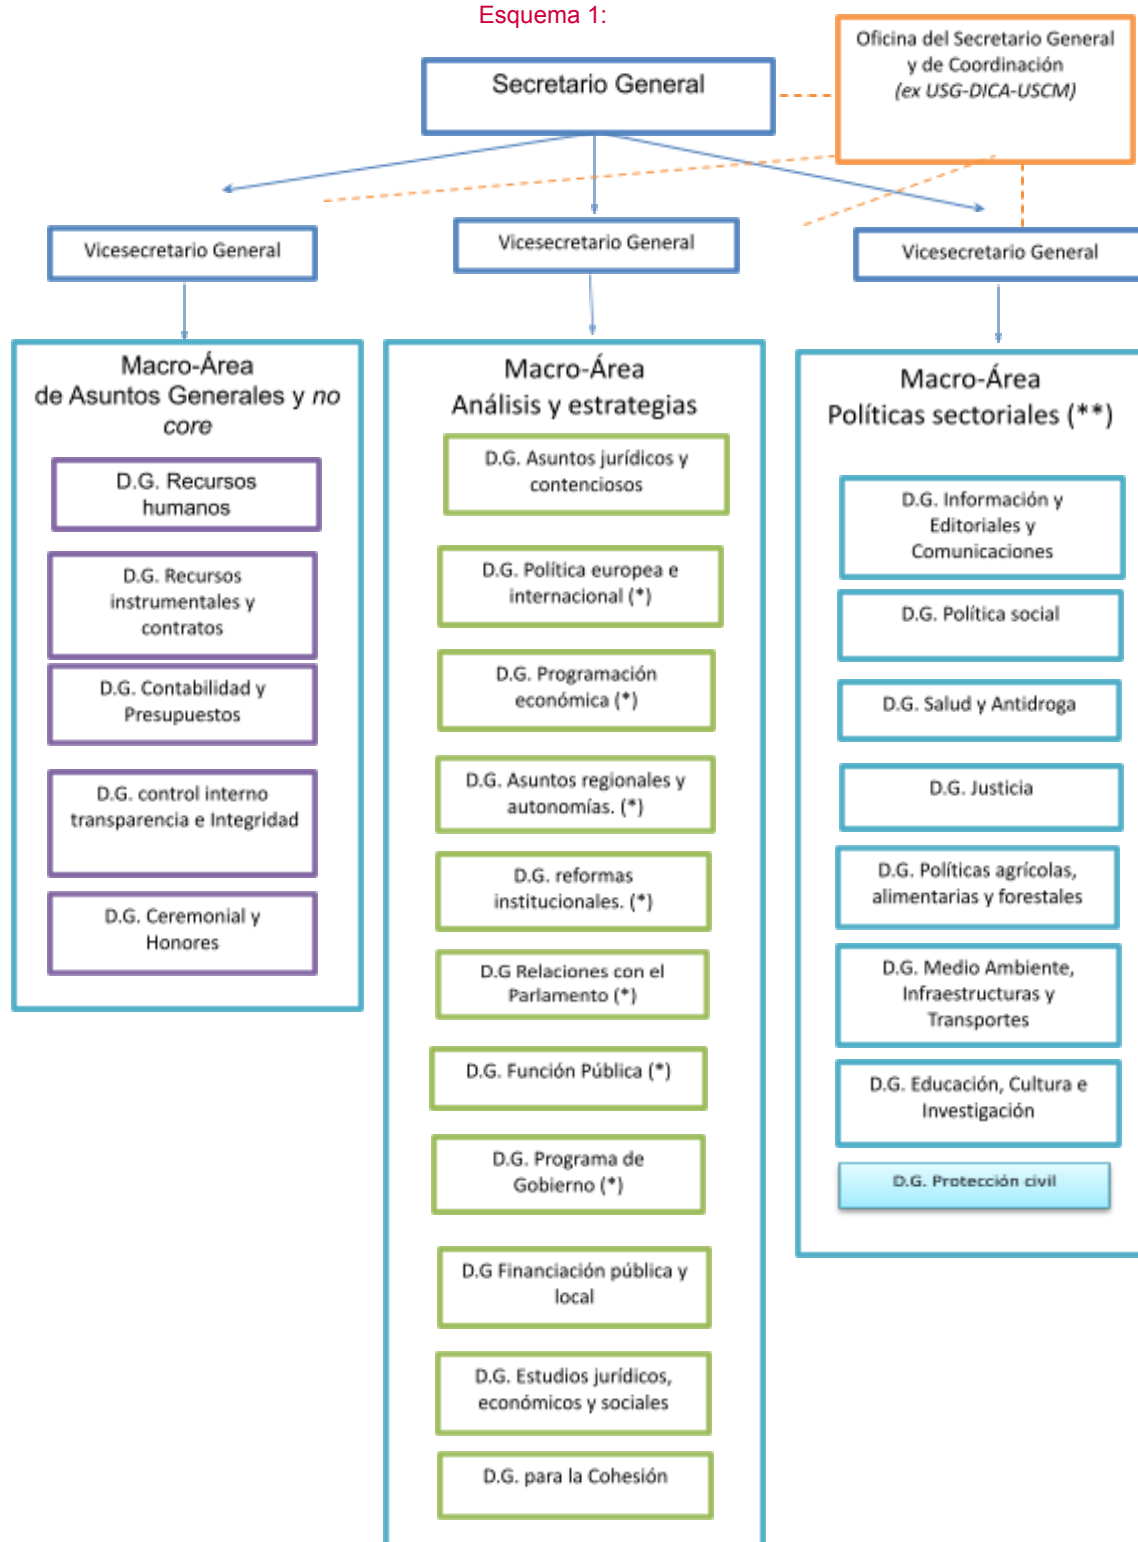 Esquema 1:
Oficina del Secretario General
y de Coordinación
(ex USG-DICA-USCM)
Secretario General
Vicesecretario General
Vicesecretario General
Vicesecretario General
Macro-Área
de Asuntos Generales y no
core
D.G. Recursos
humanos
D.G. Recursos
instrumentales y
contratos
D.G. Contabilidad y
Presupuestos
D.G. control interno
transparencia e Integridad
D.G. Ceremonial y
Honores
Macro-Área
Análisis y estrategias
D.G. Asuntos jurídicos y
contenciosos
D.G. Política europea e
internacional (*)
D.G. Programación
económica (*)
D.G. Asuntos regionales y
autonomías. (*)
D.G. reformas
institucionales. (*)
D.G Relaciones con el
Parlamento (*)
D.G. Función Pública (*)
D.G. Programa de
Gobierno (*)
D.G Financiación pública y
local
D.G. Estudios jurídicos,
económicos y sociales
D.G. para la Cohesión
Macro-Área
Políticas sectoriales (**)
D.G. Información y
Editoriales y
Comunicaciones
D.G. Política social
D.G. Salud y Antidroga
D.G. Justicia
D.G. Políticas agrícolas,
alimentarias y forestales
D.G. Medio Ambiente,
Infraestructuras y
Transportes
D.G. Educación, Cultura e
Investigación
D.G. Protección civil